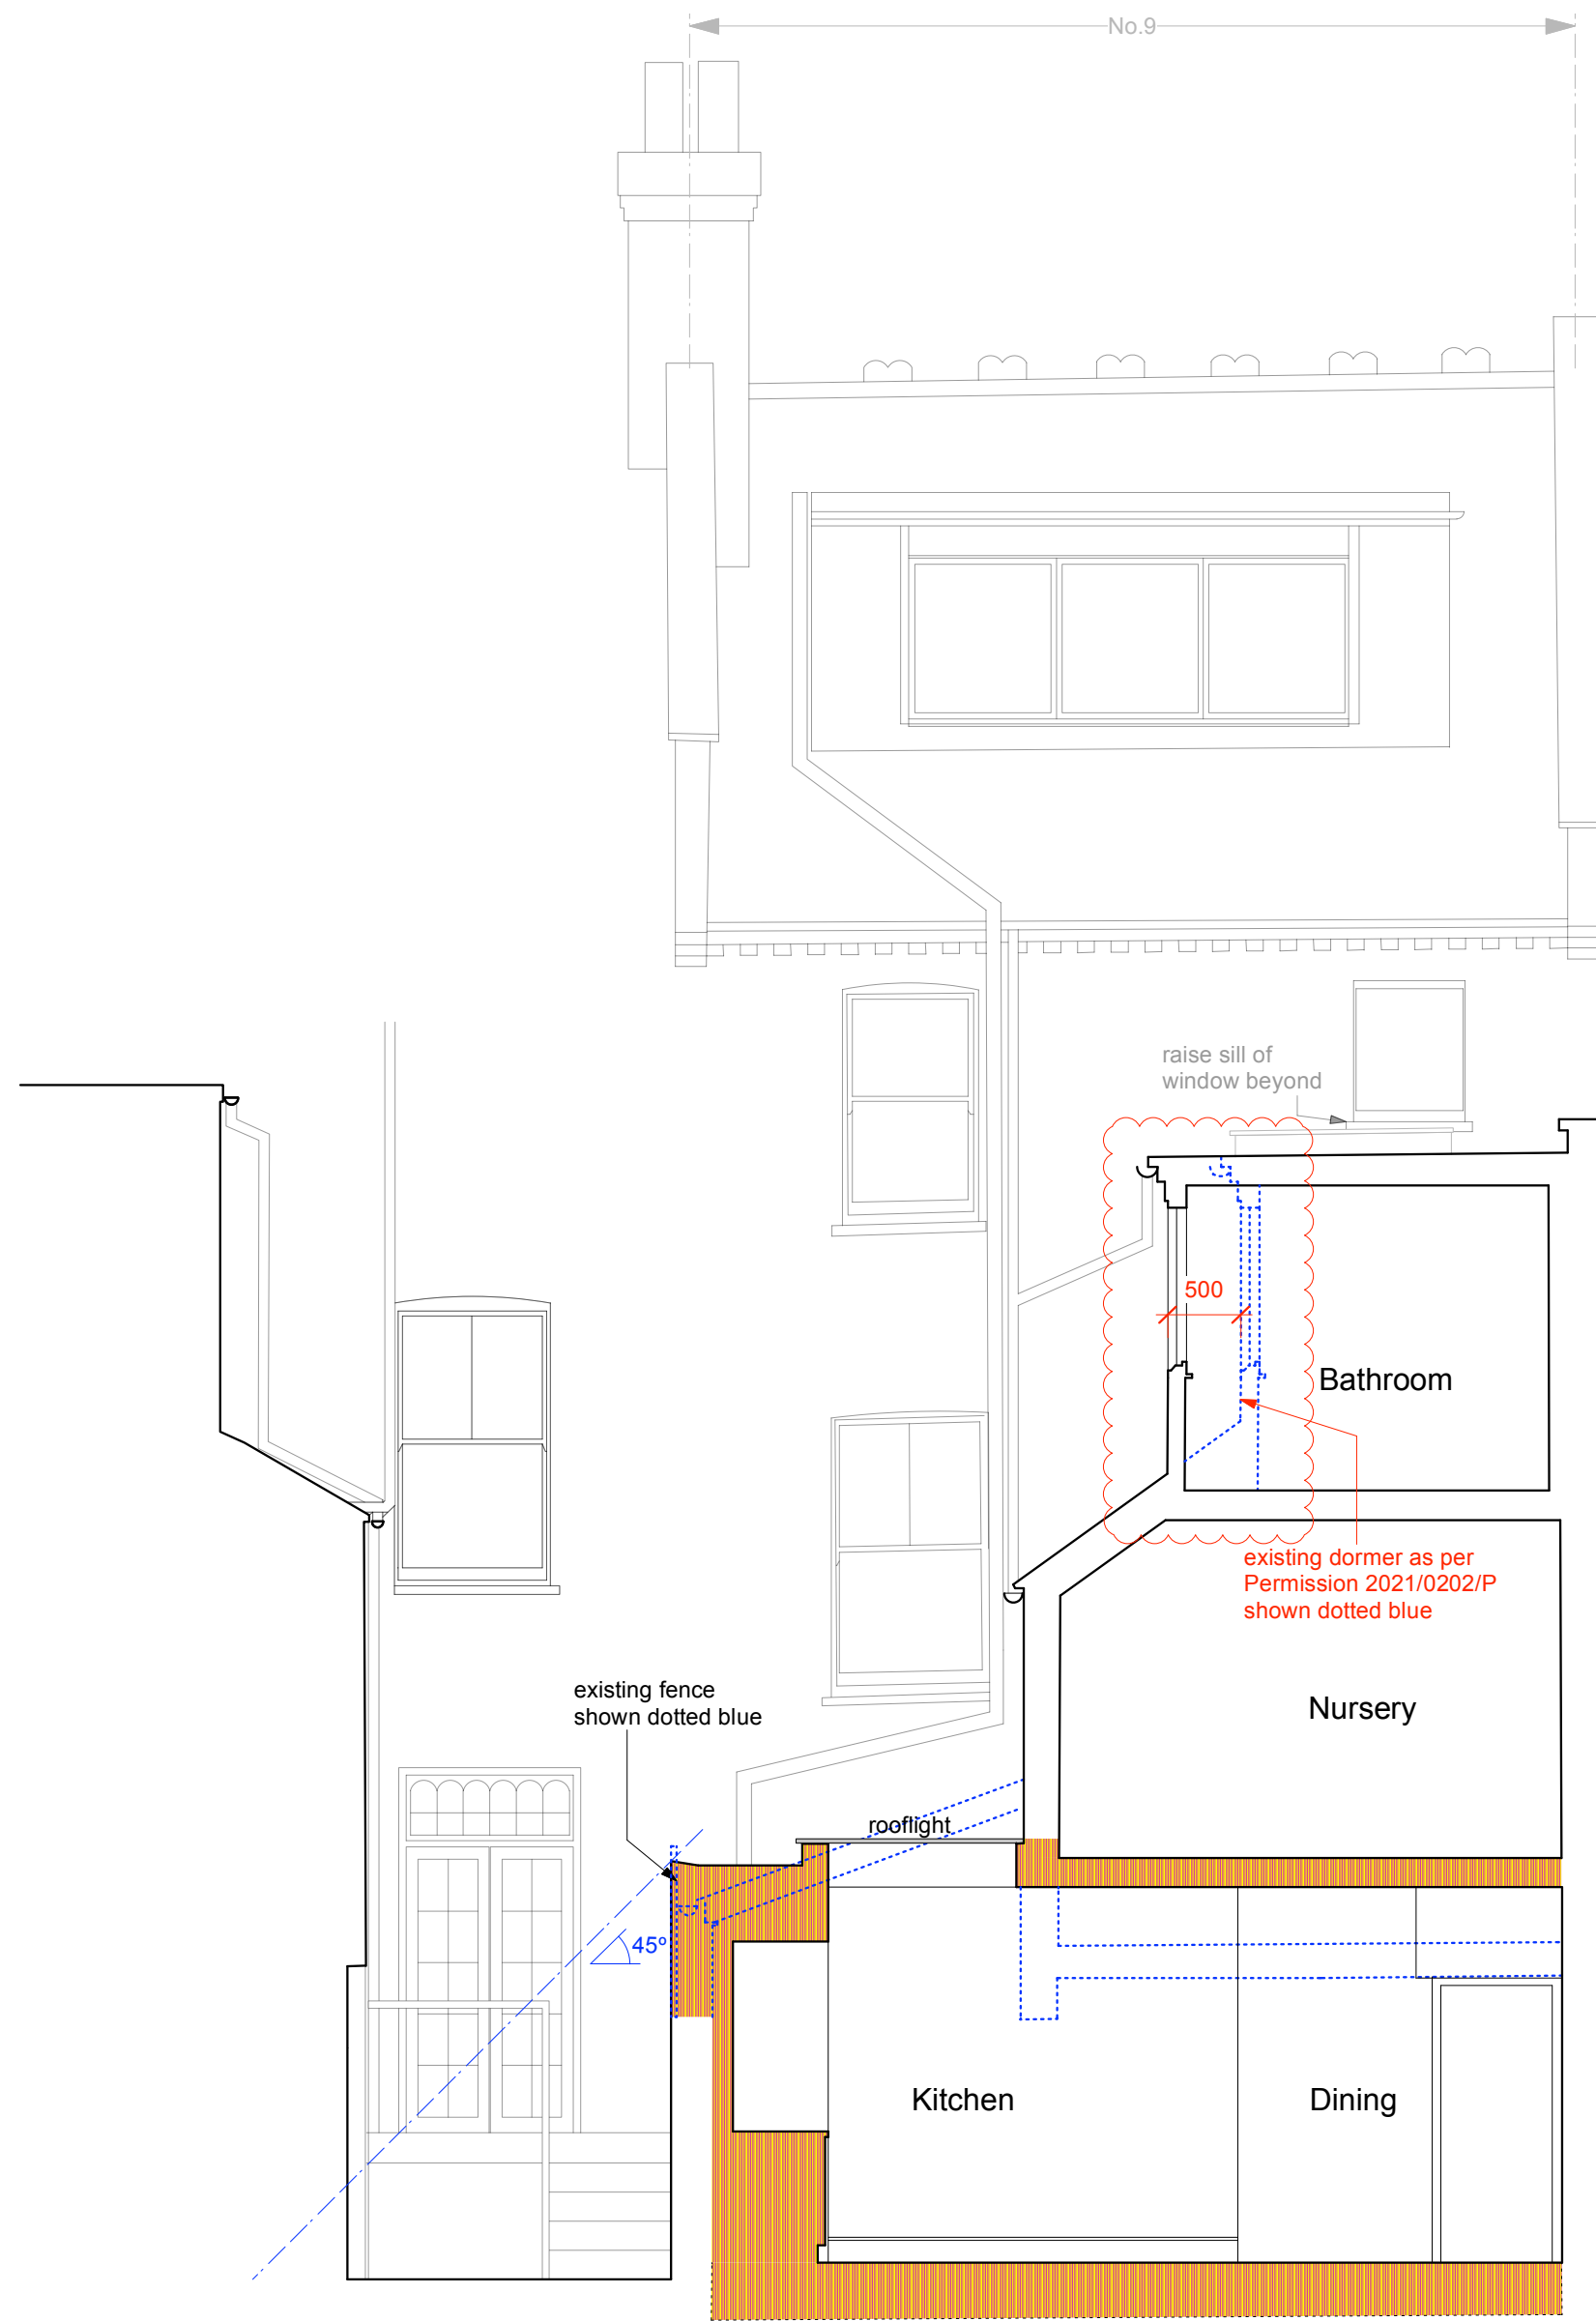 No.9
raise sill of
window beyond
500
Bathroom
existing dormer as per
Permission 2021/0202/P
shown dotted blue
existing fence
shown dotted blue
Nursery
rooflight
45º
Kitchen
Dining